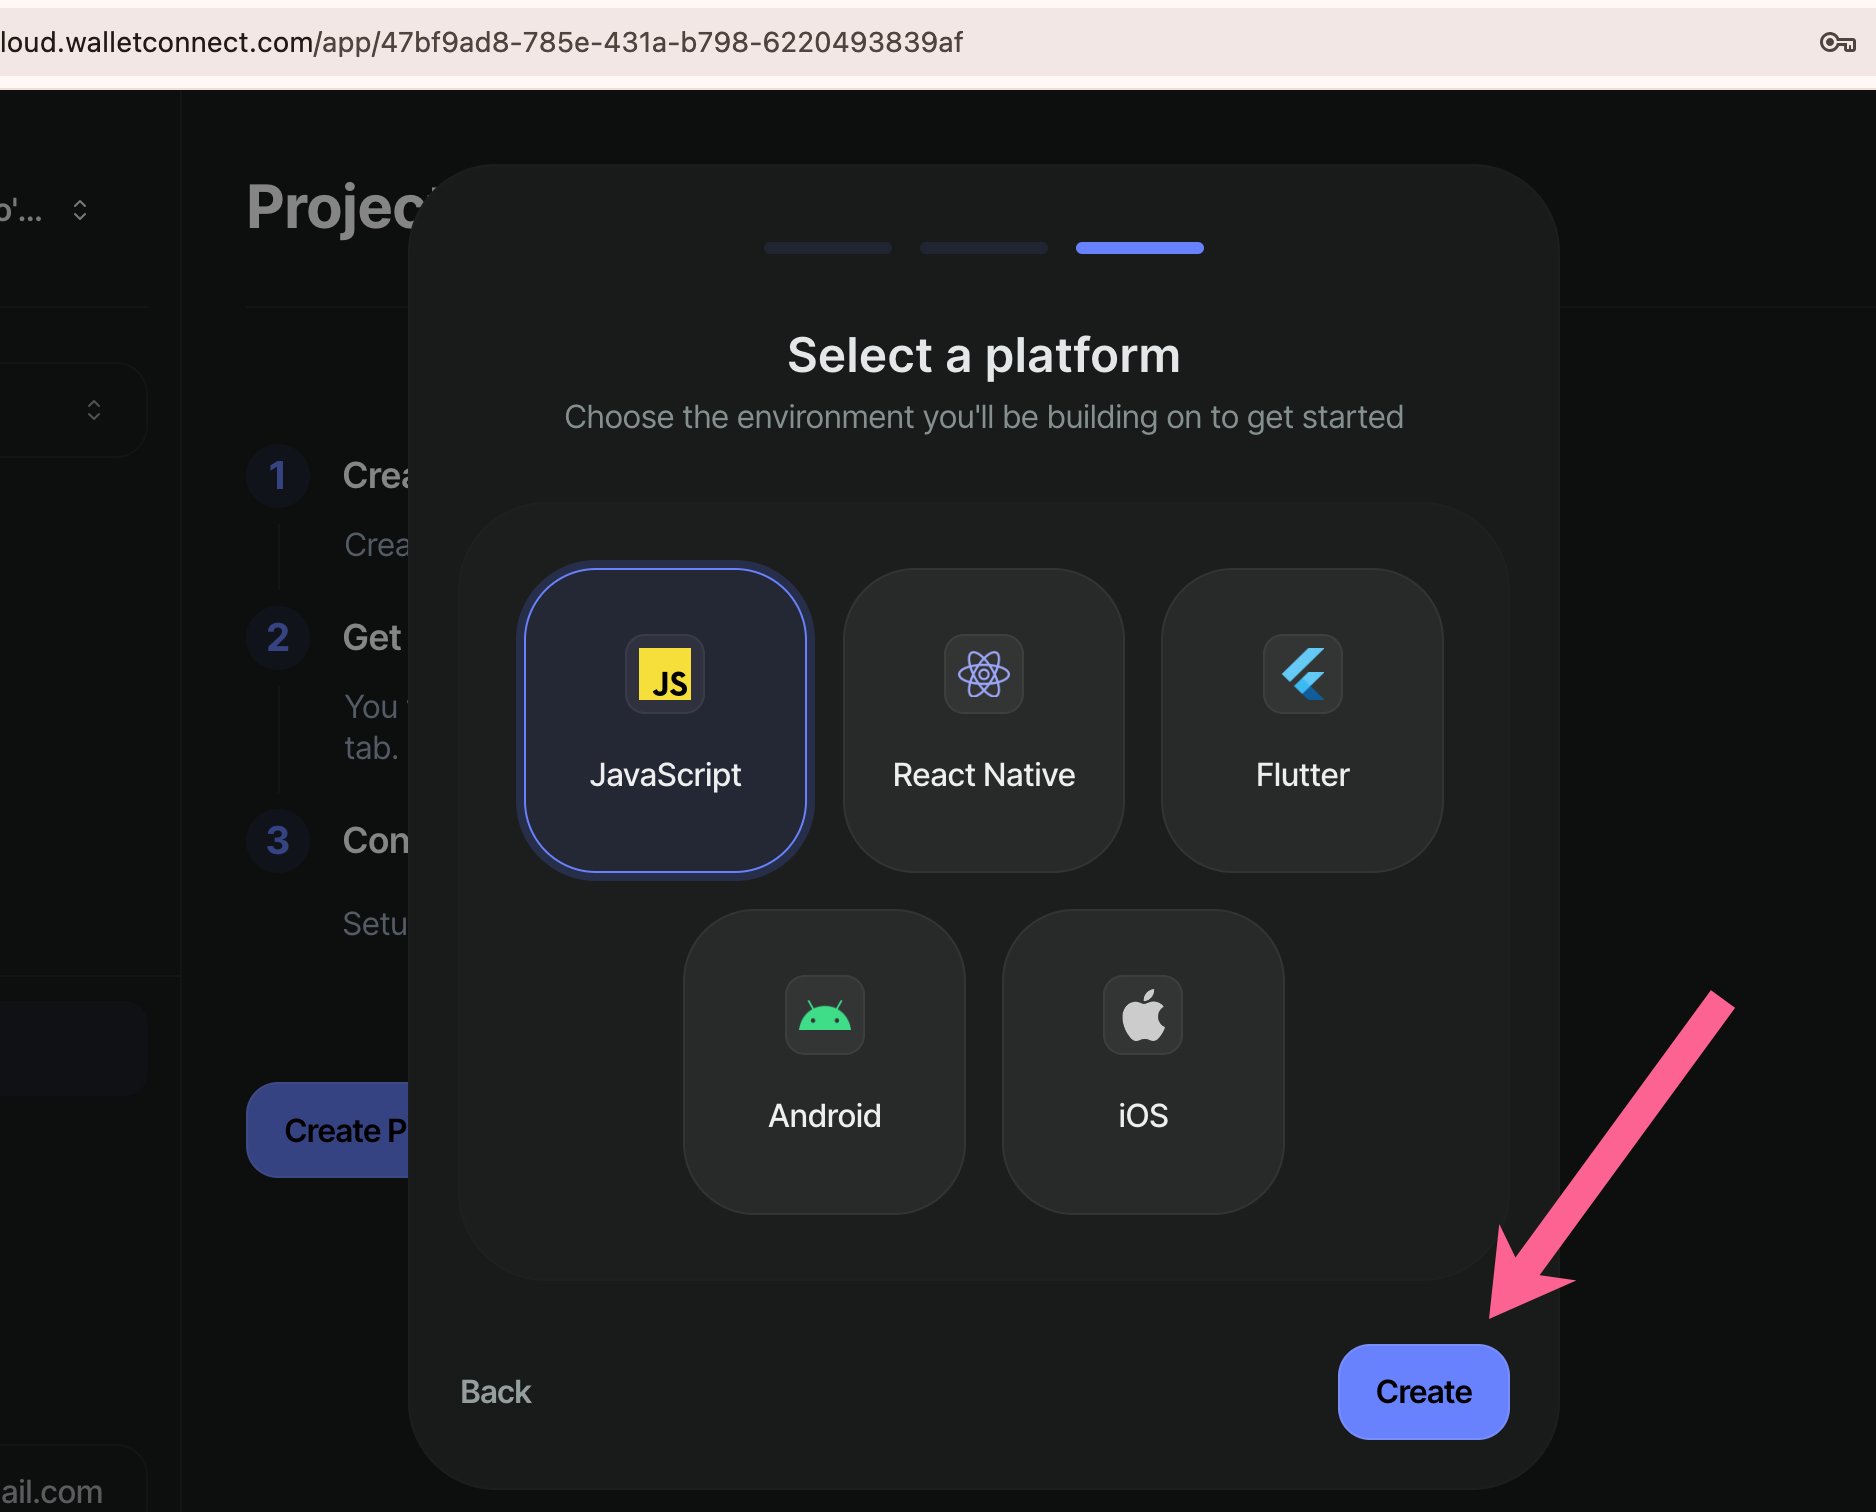 loud.walletconnect.com/app/47bf9ad8-785e-431a-b798-6220493839af
o'...
Projec
Select a platform
Choose the environment you'll be building on to get started
1
Crea
Crea
2
Get
You
tab.
3
Con
Setu
JS
JavaScript
React Native
Flutter
Android
iOS
Create P
Back
Create
ail.com